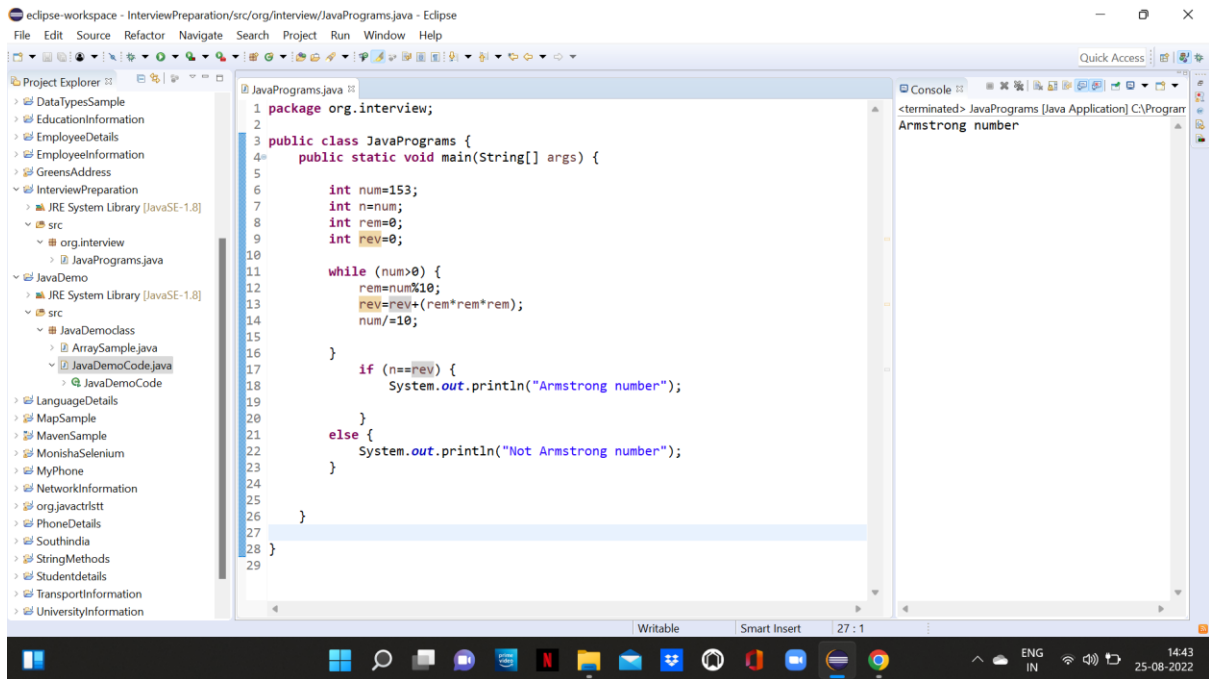 eclipse-workspace - InterviewPreparation/src/org/interview/JavaPrograms.java - Eclipse
File Edit Source Refactor Navigate Search Project Run Window Help
Quick Access
Project Explorer
DataTypesSample
EducationInformation
EmployeeDetails
EmployeeInformation
GreensAddress
InterviewPreparation
JRE System Library [JavaSE-1.8]
src
org.interview
JavaPrograms.java
JavaDemo
JRE System Library [JavaSE-1.8]
src
JavaDemoclass
ArraySample.java
JavaDemoCode.java
JavaDemoCode
LanguageDetails
MapSample
MavenSample
MonishaSelenium
MyPhone
NetworkInformation
org.javactrlstt
PhoneDetails
Southindia
StringMethods
Studentdetails
TransportInformation
UniversityInformation
JavaPrograms.java
1 package org.interview;
2
3 public class JavaPrograms {
4     public static void main(String[] args) {
5
6         int num=153;
7         int n=num;
8         int rem=0;
9         int rev=0;
10
11         while (num>0) {
12             rem=num%10;
13             rev=rev+(rem*rem*rem);
14             num/=10;
15
16         }
17             if (n==rev) {
18                 System.out.println("Armstrong number");
19
20             }
21         else {
22             System.out.println("Not Armstrong number");
23         }
24
25
26     }
27
28 }
29
Console
<terminated> JavaPrograms [Java Application] C:\Program
Armstrong number
Writable Smart Insert 27 : 1
prime video
N
ENG
IN
14:43
25-08-2022